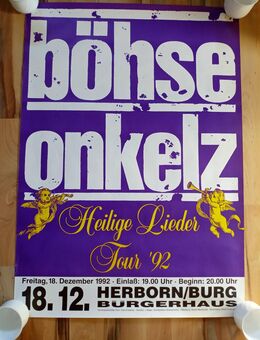 böhse
onkelz
Heilige Lieder
Tour '92
Freitag, 18. Dezember 1992 - Einlaß: 19.00 Uhr - Beginn: 20.00 Uhr
18.12. HERBORN/BURG
BÜRGERHAUS